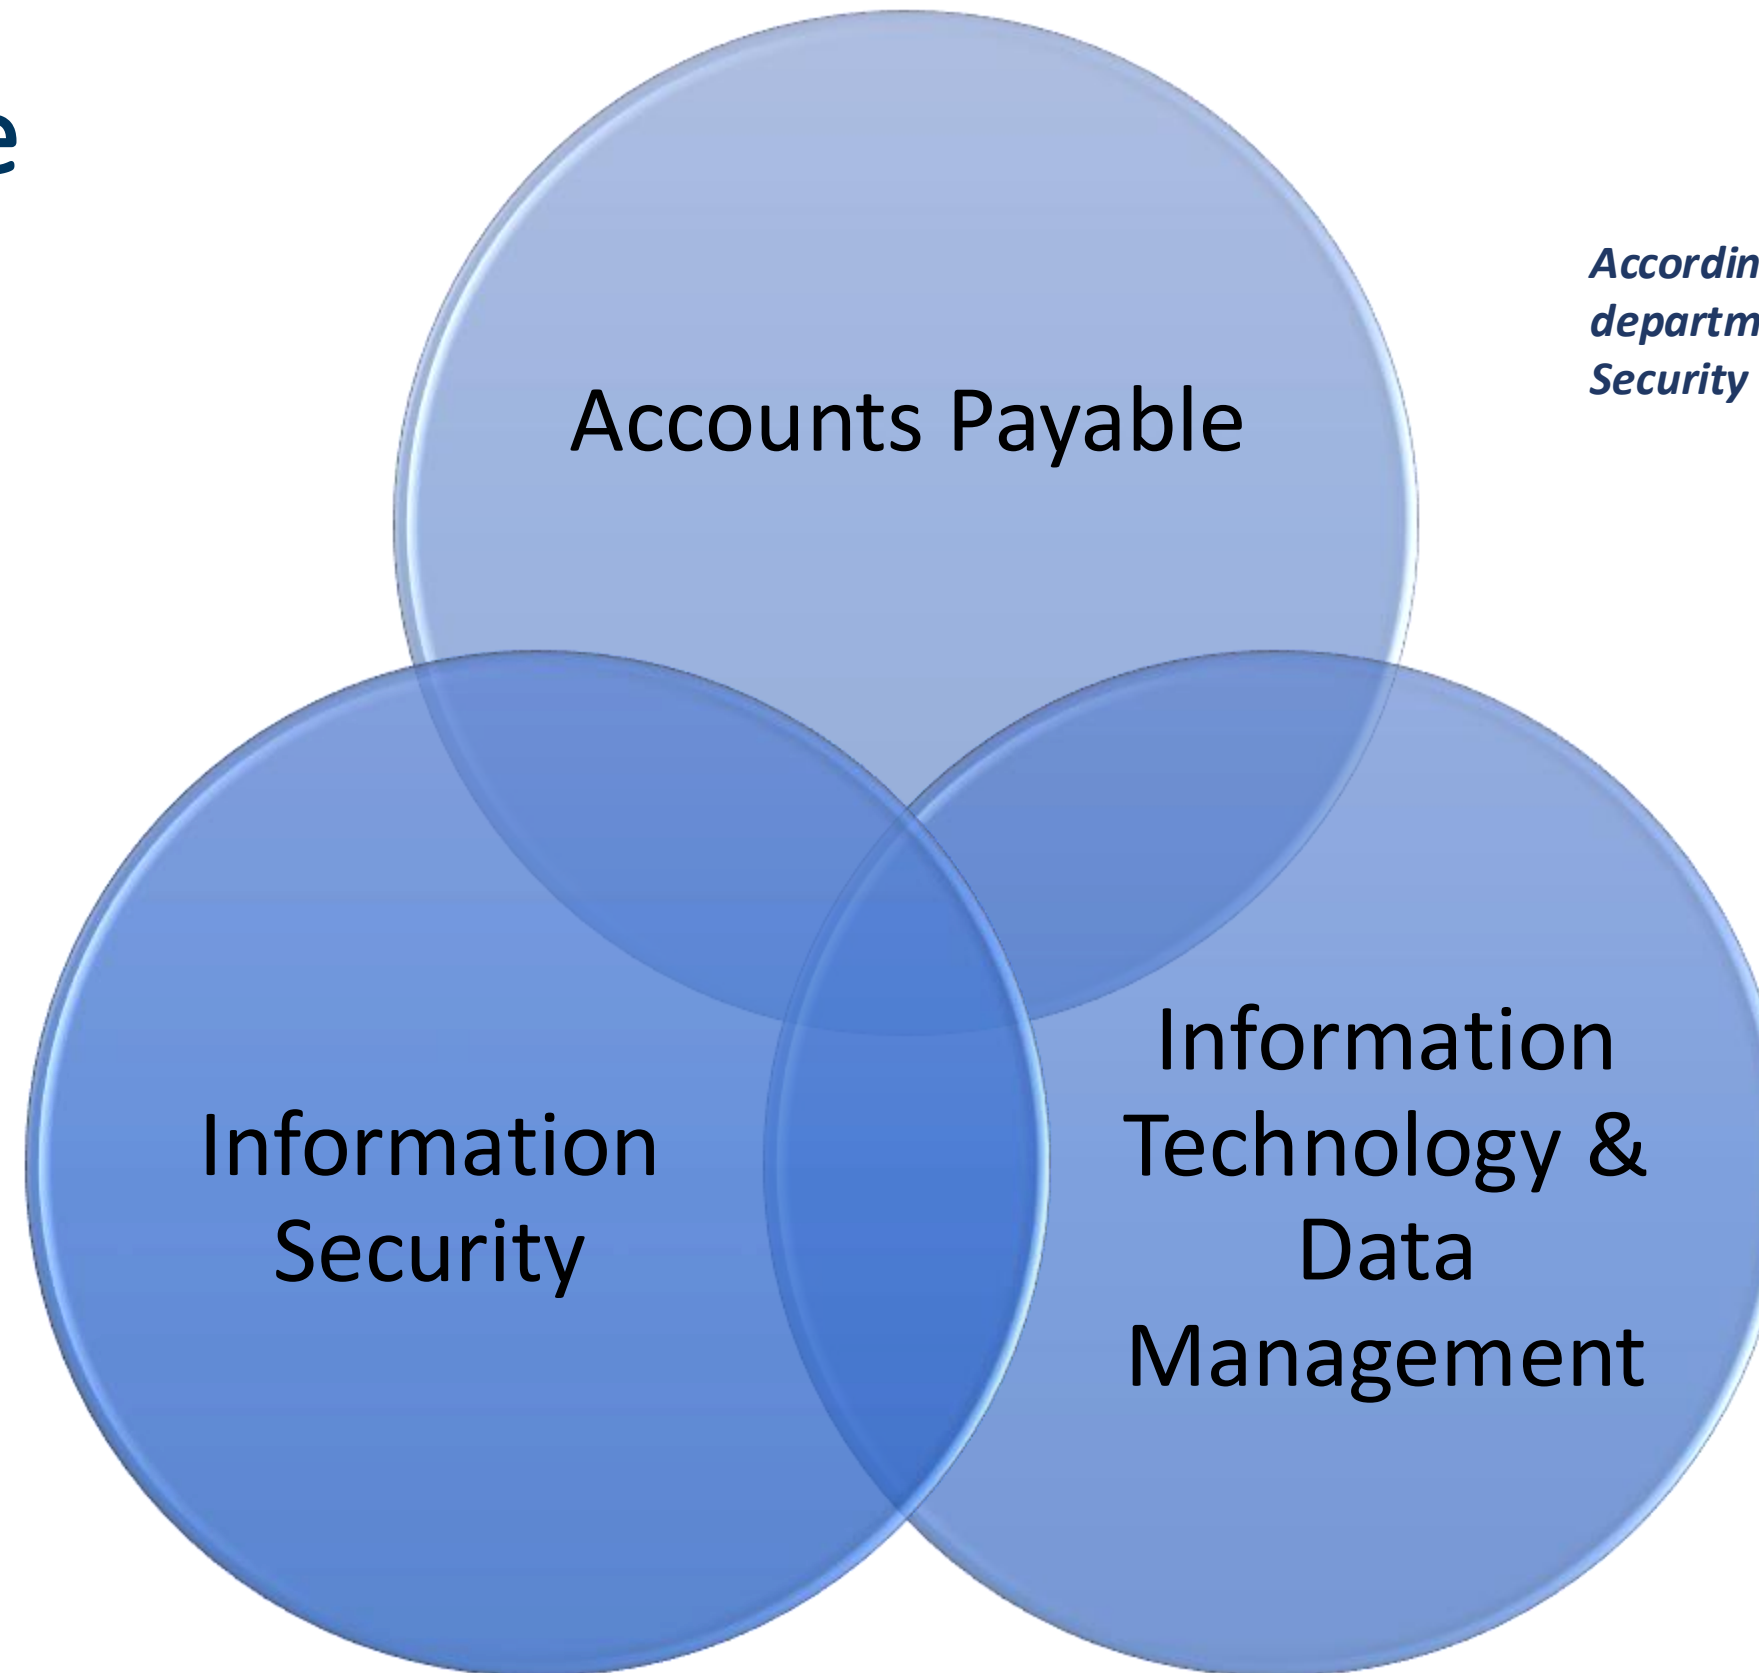 e
Accordin
departm
Security
Accounts Payable
Information
Security
Information
Technology &
Data
Management